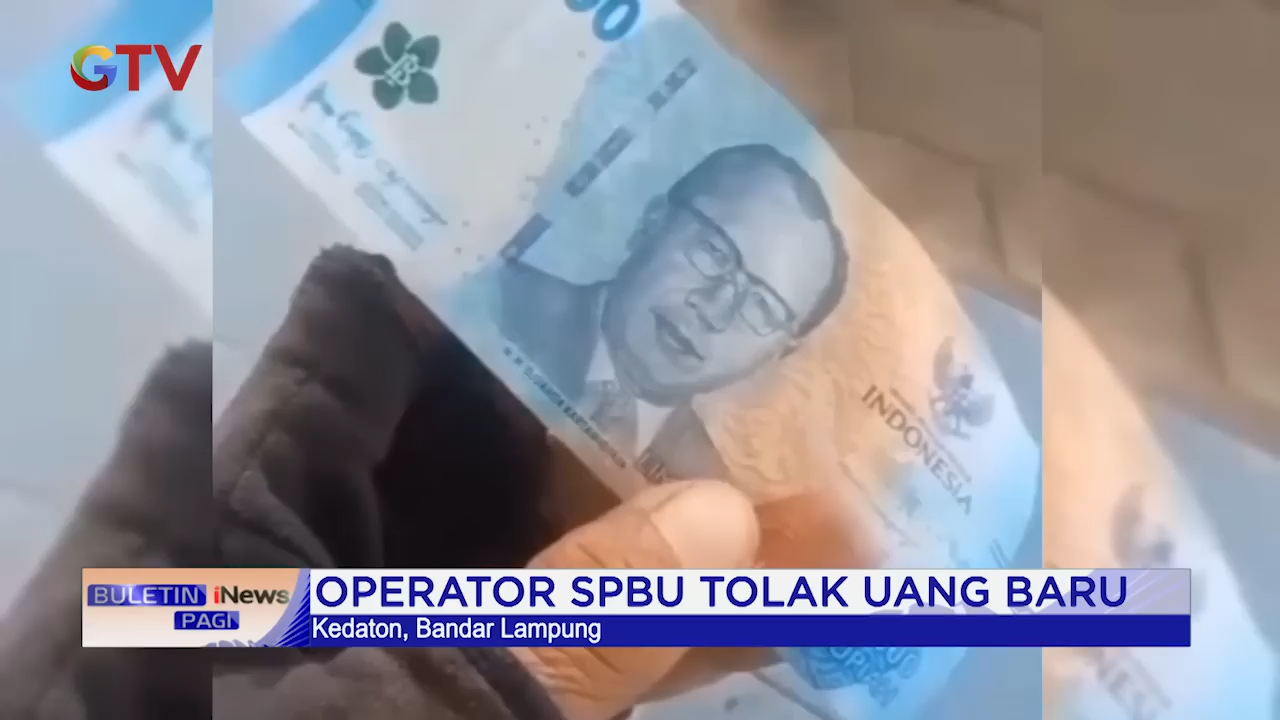 GTV
INDONESIA
BULETIN iNews
PAGI
OPERATOR SPBU TOLAK UANG BARU
Kedaton, Bandar Lampung